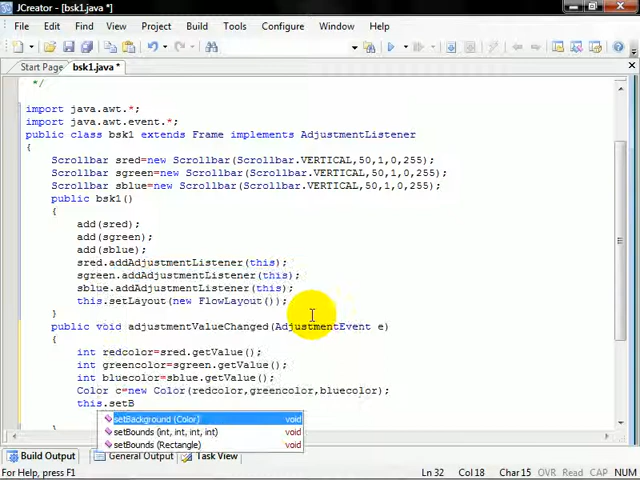 JCreator - [bsk1.java *]
File Edit Find View Project Build Tools Configure Window Help
Start Page bsk1.java *
*/
import java.awt.*;
import java.awt.event.*;
public class bsk1 extends Frame implements AdjustmentListener
{
Scrollbar sred=new Scrollbar(Scrollbar.VERTICAL,50,1,0,255);
Scrollbar sgreen=new Scrollbar(Scrollbar.VERTICAL,50,1,0,255);
Scrollbar sblue=new Scrollbar(Scrollbar.VERTICAL,50,1,0,255);
public bsk1()
{
add(sred);
add(sgreen);
add(sblue);
sred.addAdjustmentListener(this);
sgreen.addAdjustmentListener(this);
sblue.addAdjustmentListener(this);
this.setLayout(new FlowLayout());
}
public void adjustmentValueChanged(AdjustmentEvent e)
{
int redcolor=sred.getValue();
int greencolor=sgreen.getValue();
int bluecolor=sblue.getValue();
Color c=new Color(redcolor,greencolor,bluecolor);
this.setB
setBackground (Color) void
setBounds (int, int, int, int) void
setBounds (Rectangle) void
}
Build Output General Output Task View
For Help, press F1 Ln 32 Col 18 Char 15 OVR Read CAP NUM